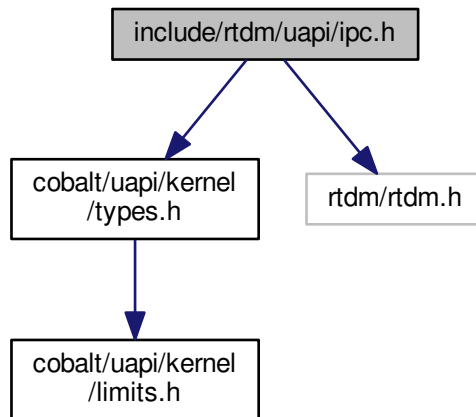 include/rtdm/uapi/ipc.h
cobalt/uapi/kernel
/types.h
rtdm/rtdm.h
cobalt/uapi/kernel
/limits.h